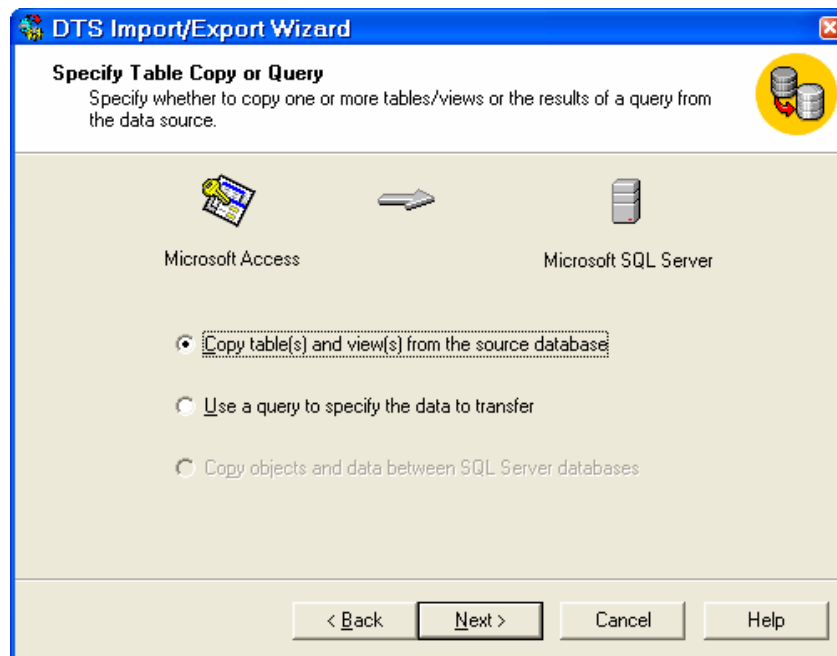 DTS Import/Export Wizard
Specify Table Copy or Query
Specify whether to copy one or more tables/views or the results of a query from
the data source.
Microsoft Access
Microsoft SQL Server
Copy table(s) and view(s) from the source database
Use a query to specify the data to transfer
Copy objects and data between SQL Server databases
< Back
Next >
Cancel
Help